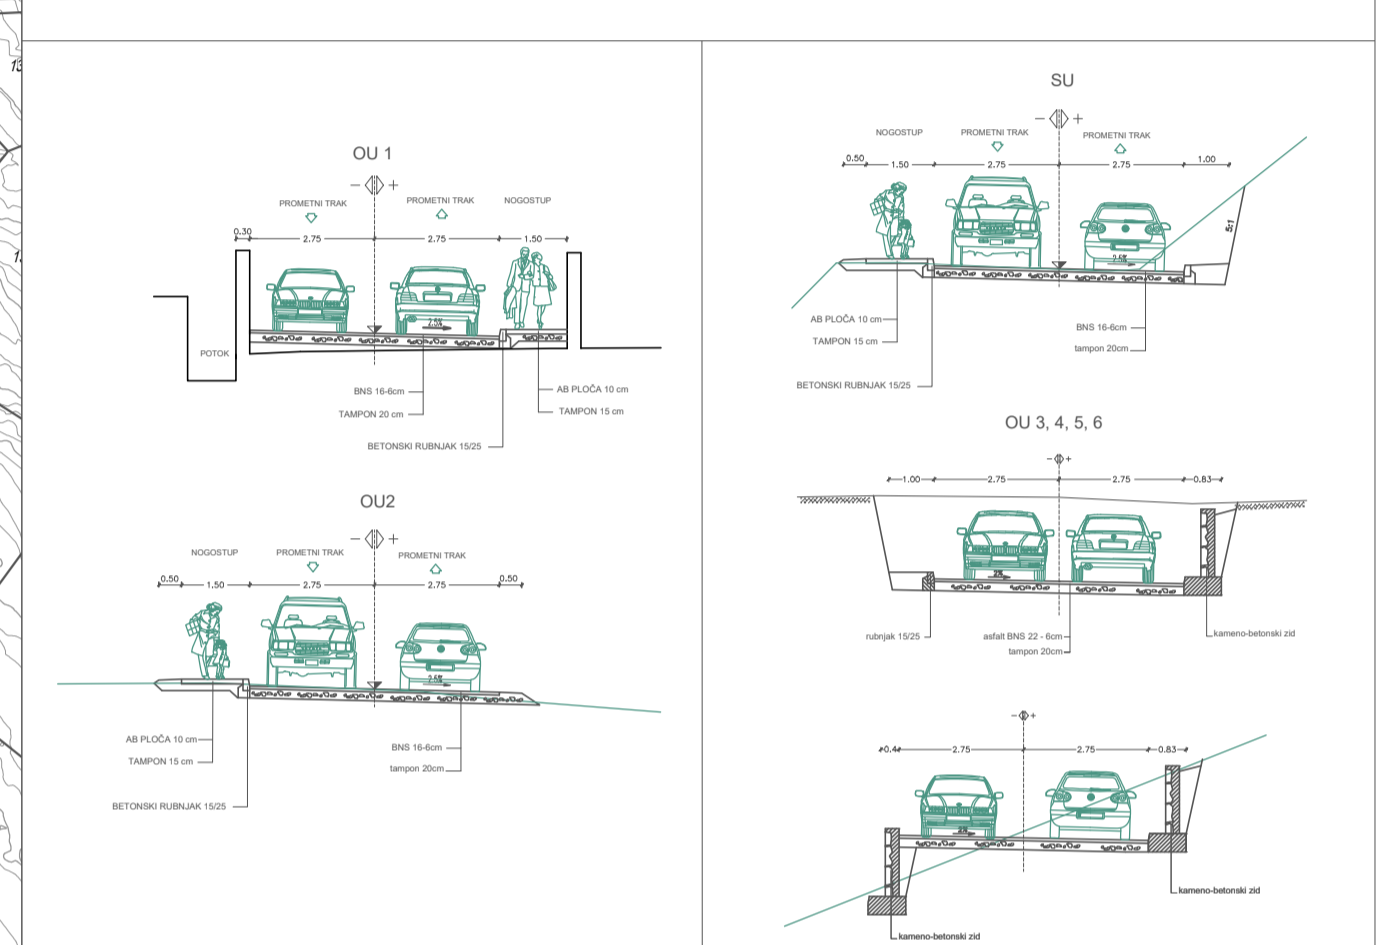 13
OU 1
− +
PROMETNI TRAK
PROMETNI TRAK
NOGOSTUP
0.30
2.75
2.75
1.50
2.5%
POTOK
BNS 16-6cm
TAMPON 20 cm
BETONSKI RUBNJAK 15/25
AB PLOČA 10 cm
TAMPON 15 cm
OU2
− +
NOGOSTUP
PROMETNI TRAK
PROMETNI TRAK
0.50
1.50
2.75
2.75
0.50
2.5%
AB PLOČA 10 cm
TAMPON 15 cm
BNS 16-6cm
tampon 20cm
BETONSKI RUBNJAK 15/25
SU
− +
NOGOSTUP
PROMETNI TRAK
PROMETNI TRAK
0.50
1.50
2.75
2.75
1.00
5:1
2.5%
AB PLOČA 10 cm
TAMPON 15 cm
BNS 16-6cm
tampon 20cm
BETONSKI RUBNJAK 15/25
OU 3, 4, 5, 6
− +
1.00
2.75
2.75
0.83
2%
rubnjak 15/25
asfalt BNS 22 - 6cm
tampon 20cm
kameno-betonski zid
− +
0.4
2.75
2.75
0.83
2%
kameno-betonski zid
kameno-betonski zid